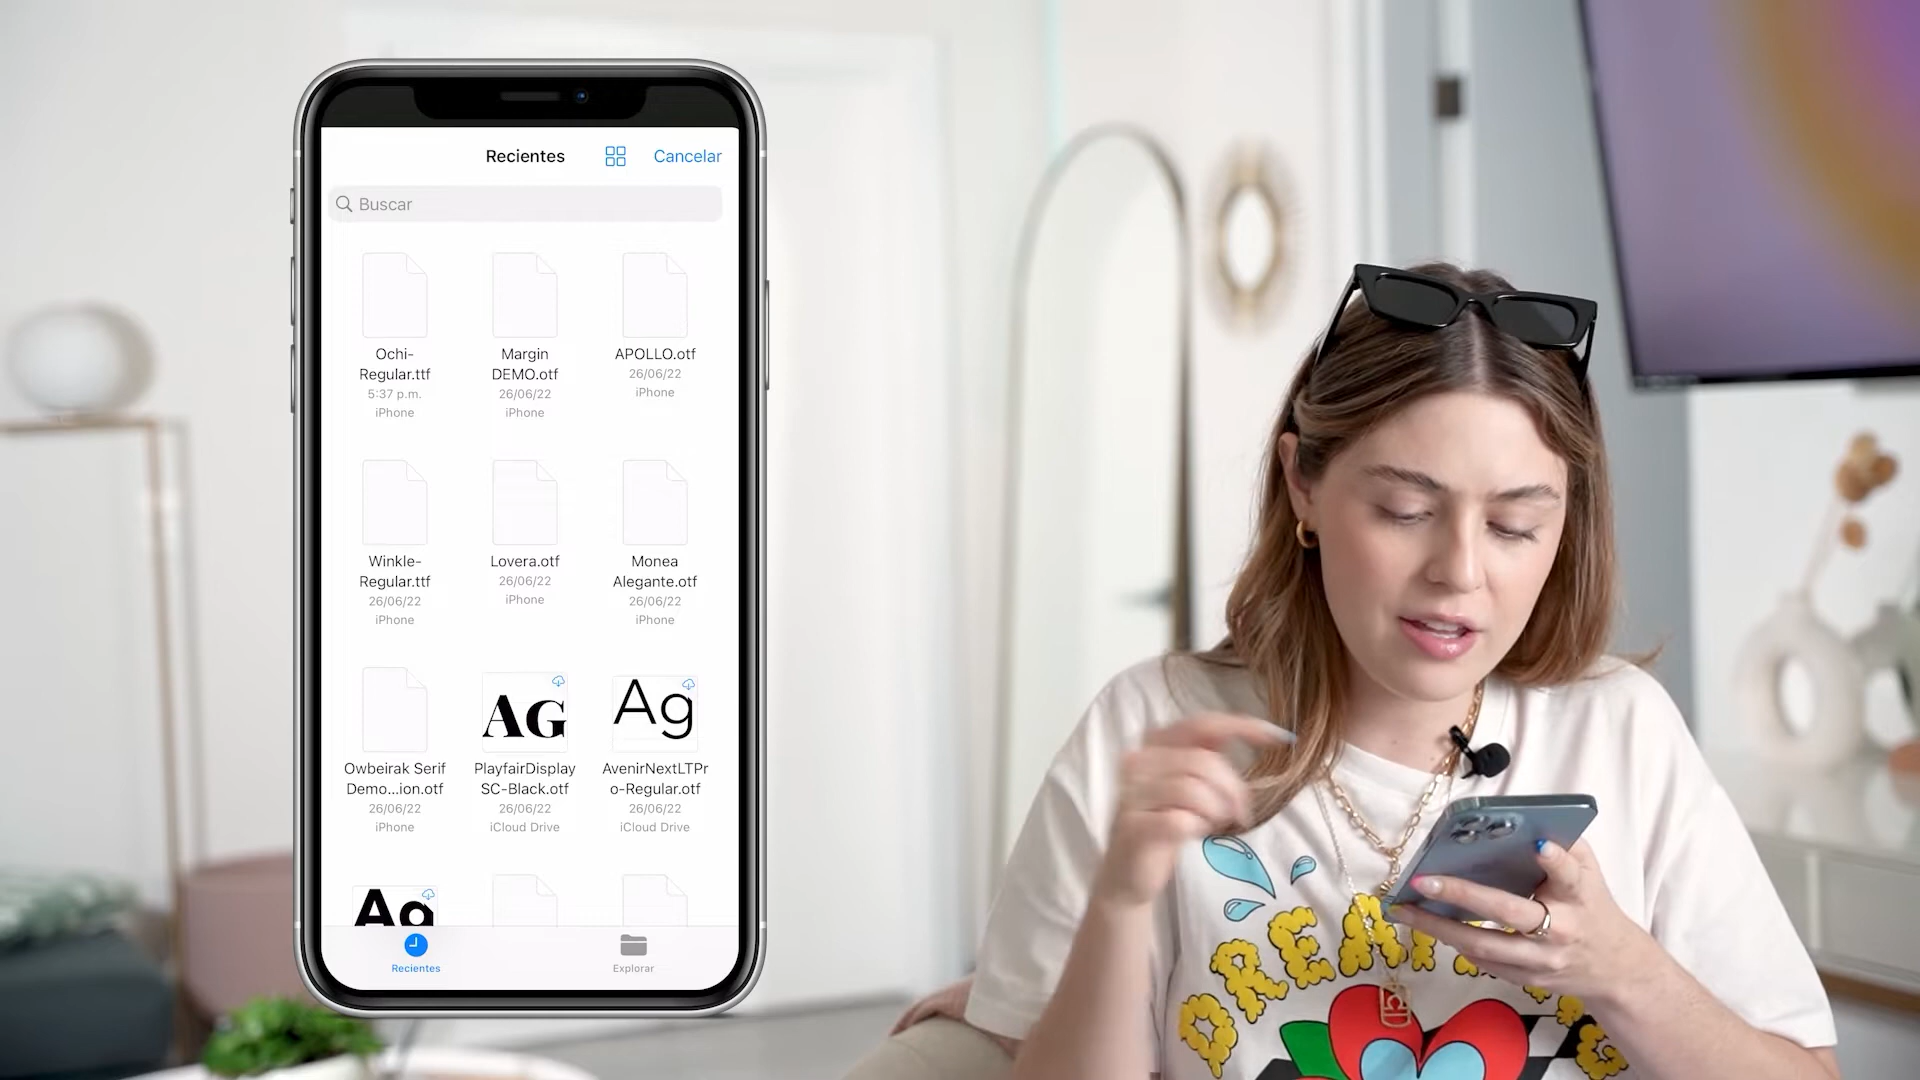 Recientes
Cancelar
Buscar
Ochi-
Regular.ttf
5:37 p.m.
iPhone
Margin
DEMO.otf
26/06/22
iPhone
APOLLO.otf
26/06/22
iPhone
Winkle-
Regular.ttf
26/06/22
iPhone
Lovera.otf
26/06/22
iPhone
Monea
Alegante.otf
26/06/22
iPhone
Owbeirak Serif
Demo...ion.otf
26/06/22
iPhone
AG
PlayfairDisplay
SC-Black.otf
26/06/22
iCloud Drive
Ag
AvenirNextLTPr
o-Regular.otf
26/06/22
iCloud Drive
Ag
Recientes
Explorar